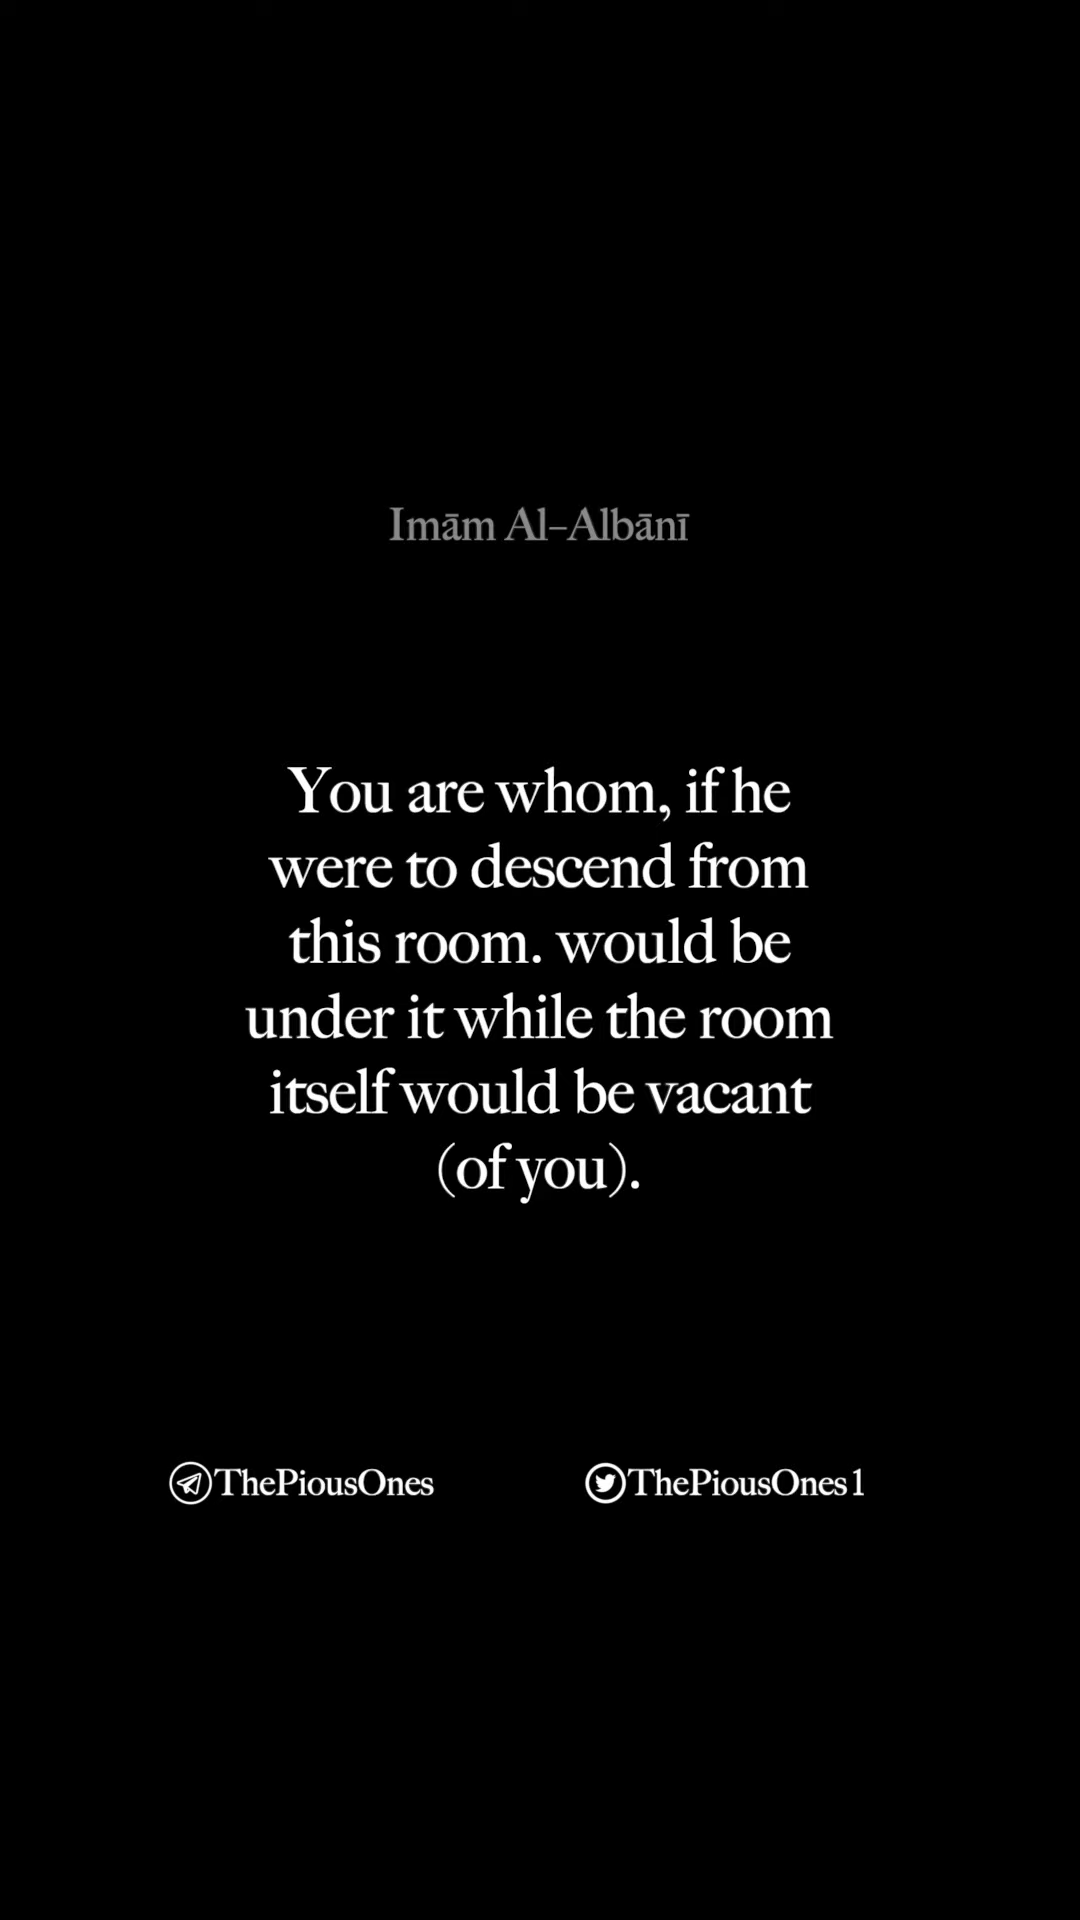 Imām Al-Albānī
You are whom, if he
were to descend from
this room. would be
under it while the room
itself would be vacant
(of you).
ThePiousOnes
ThePiousOnes1